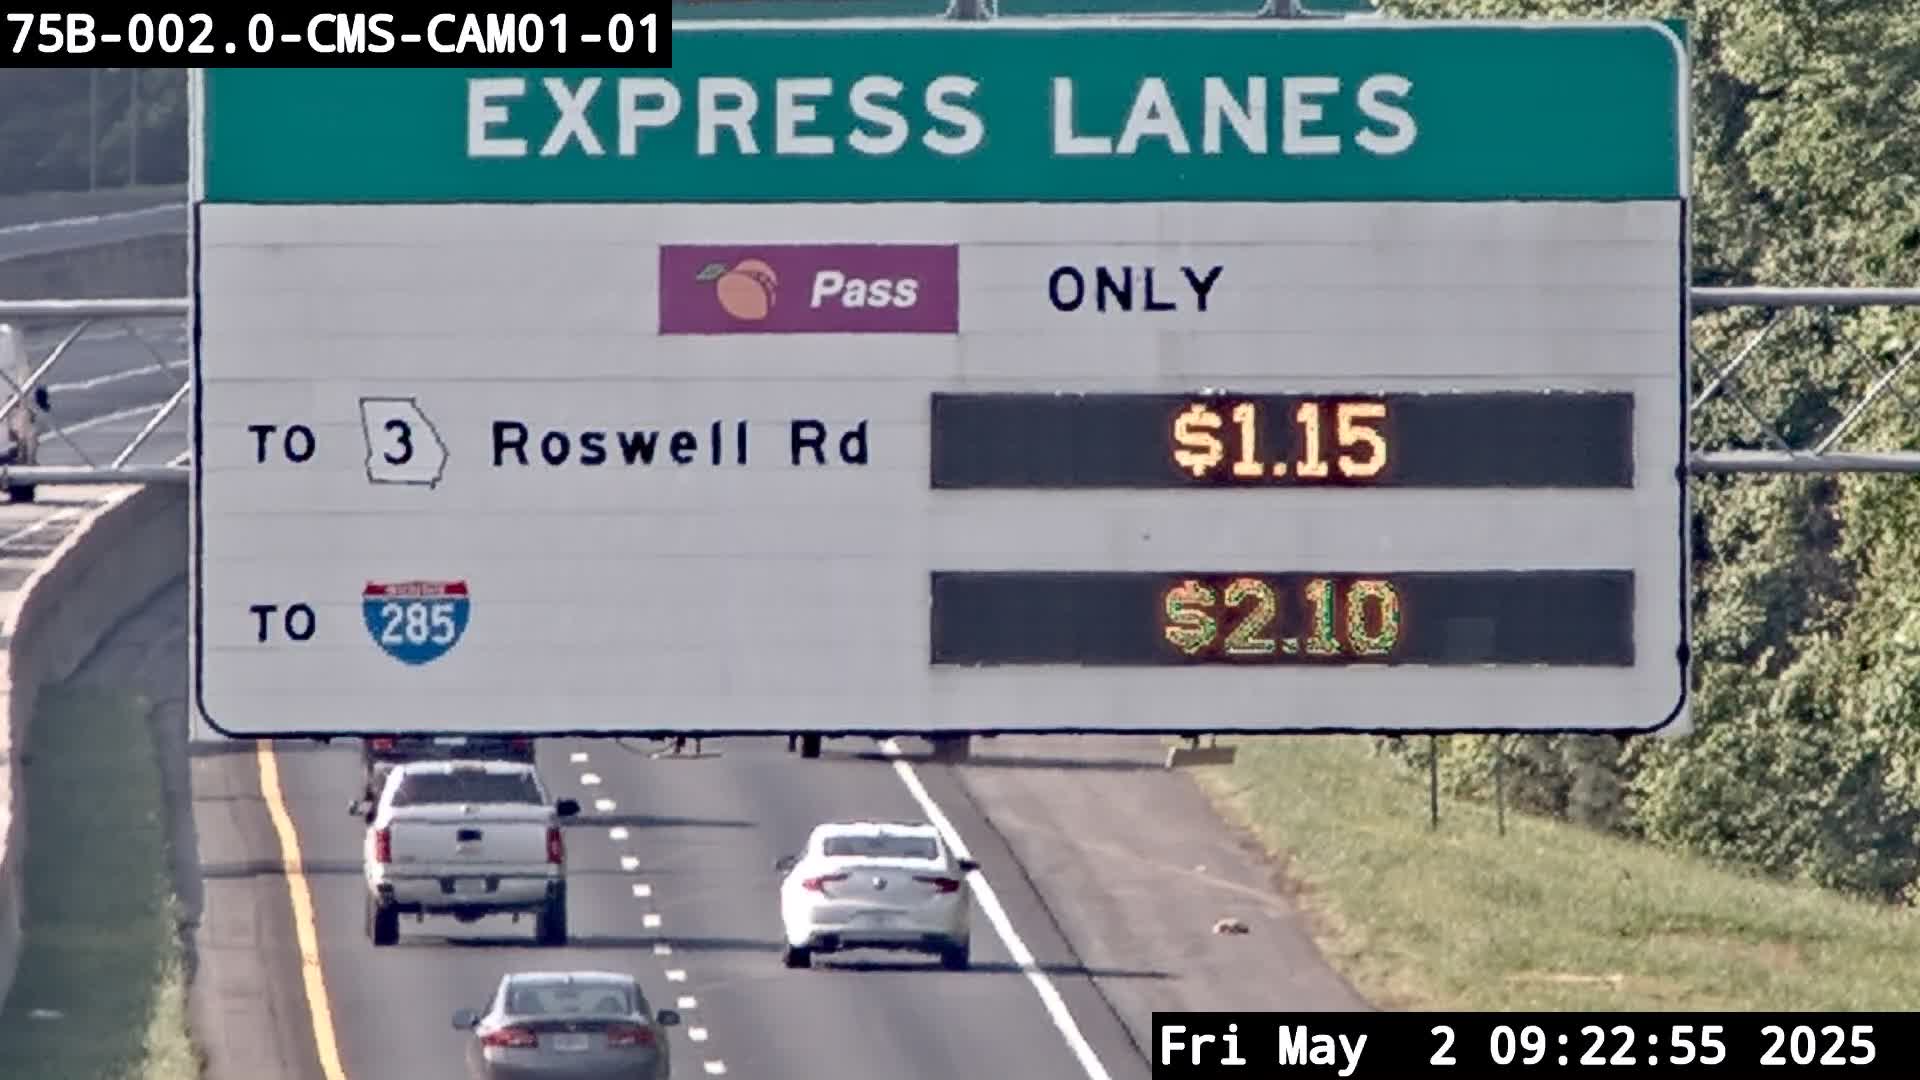 75B-002.0-CMS-CAM01-01
EXPRESS LANES
Pass ONLY
TO 3 Roswell Rd $1.15
TO 285 $2.10
Fri May 2 09:22:55 2025